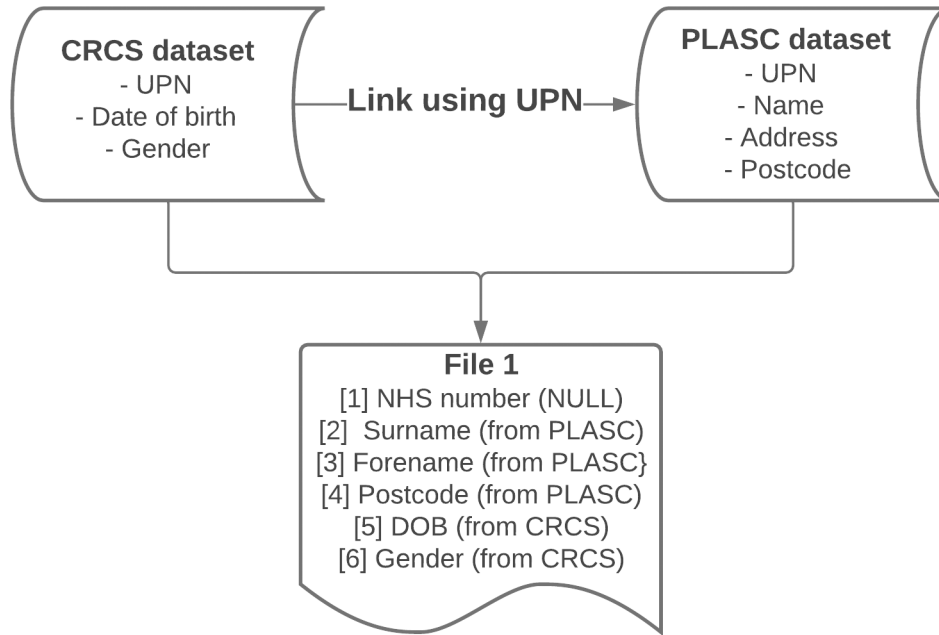 CRCS dataset
- UPN
- Date of birth
- Gender
Link using UPN
PLASC dataset
- UPN
- Name
- Address
- Postcode
File 1
[1] NHS number (NULL)
[2]  Surname (from PLASC)
[3] Forename (from PLASC}
[4] Postcode (from PLASC)
[5] DOB (from CRCS)
[6] Gender (from CRCS)